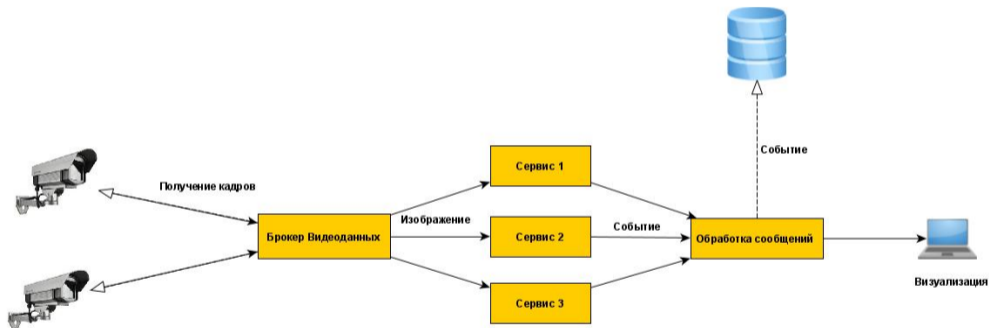 Событие
Сервис 1
Получение кадров
Изображение
Брокер Видеоданных
Сервис 2
Событие
Обработка сообщений
Визуализация
Сервис 3